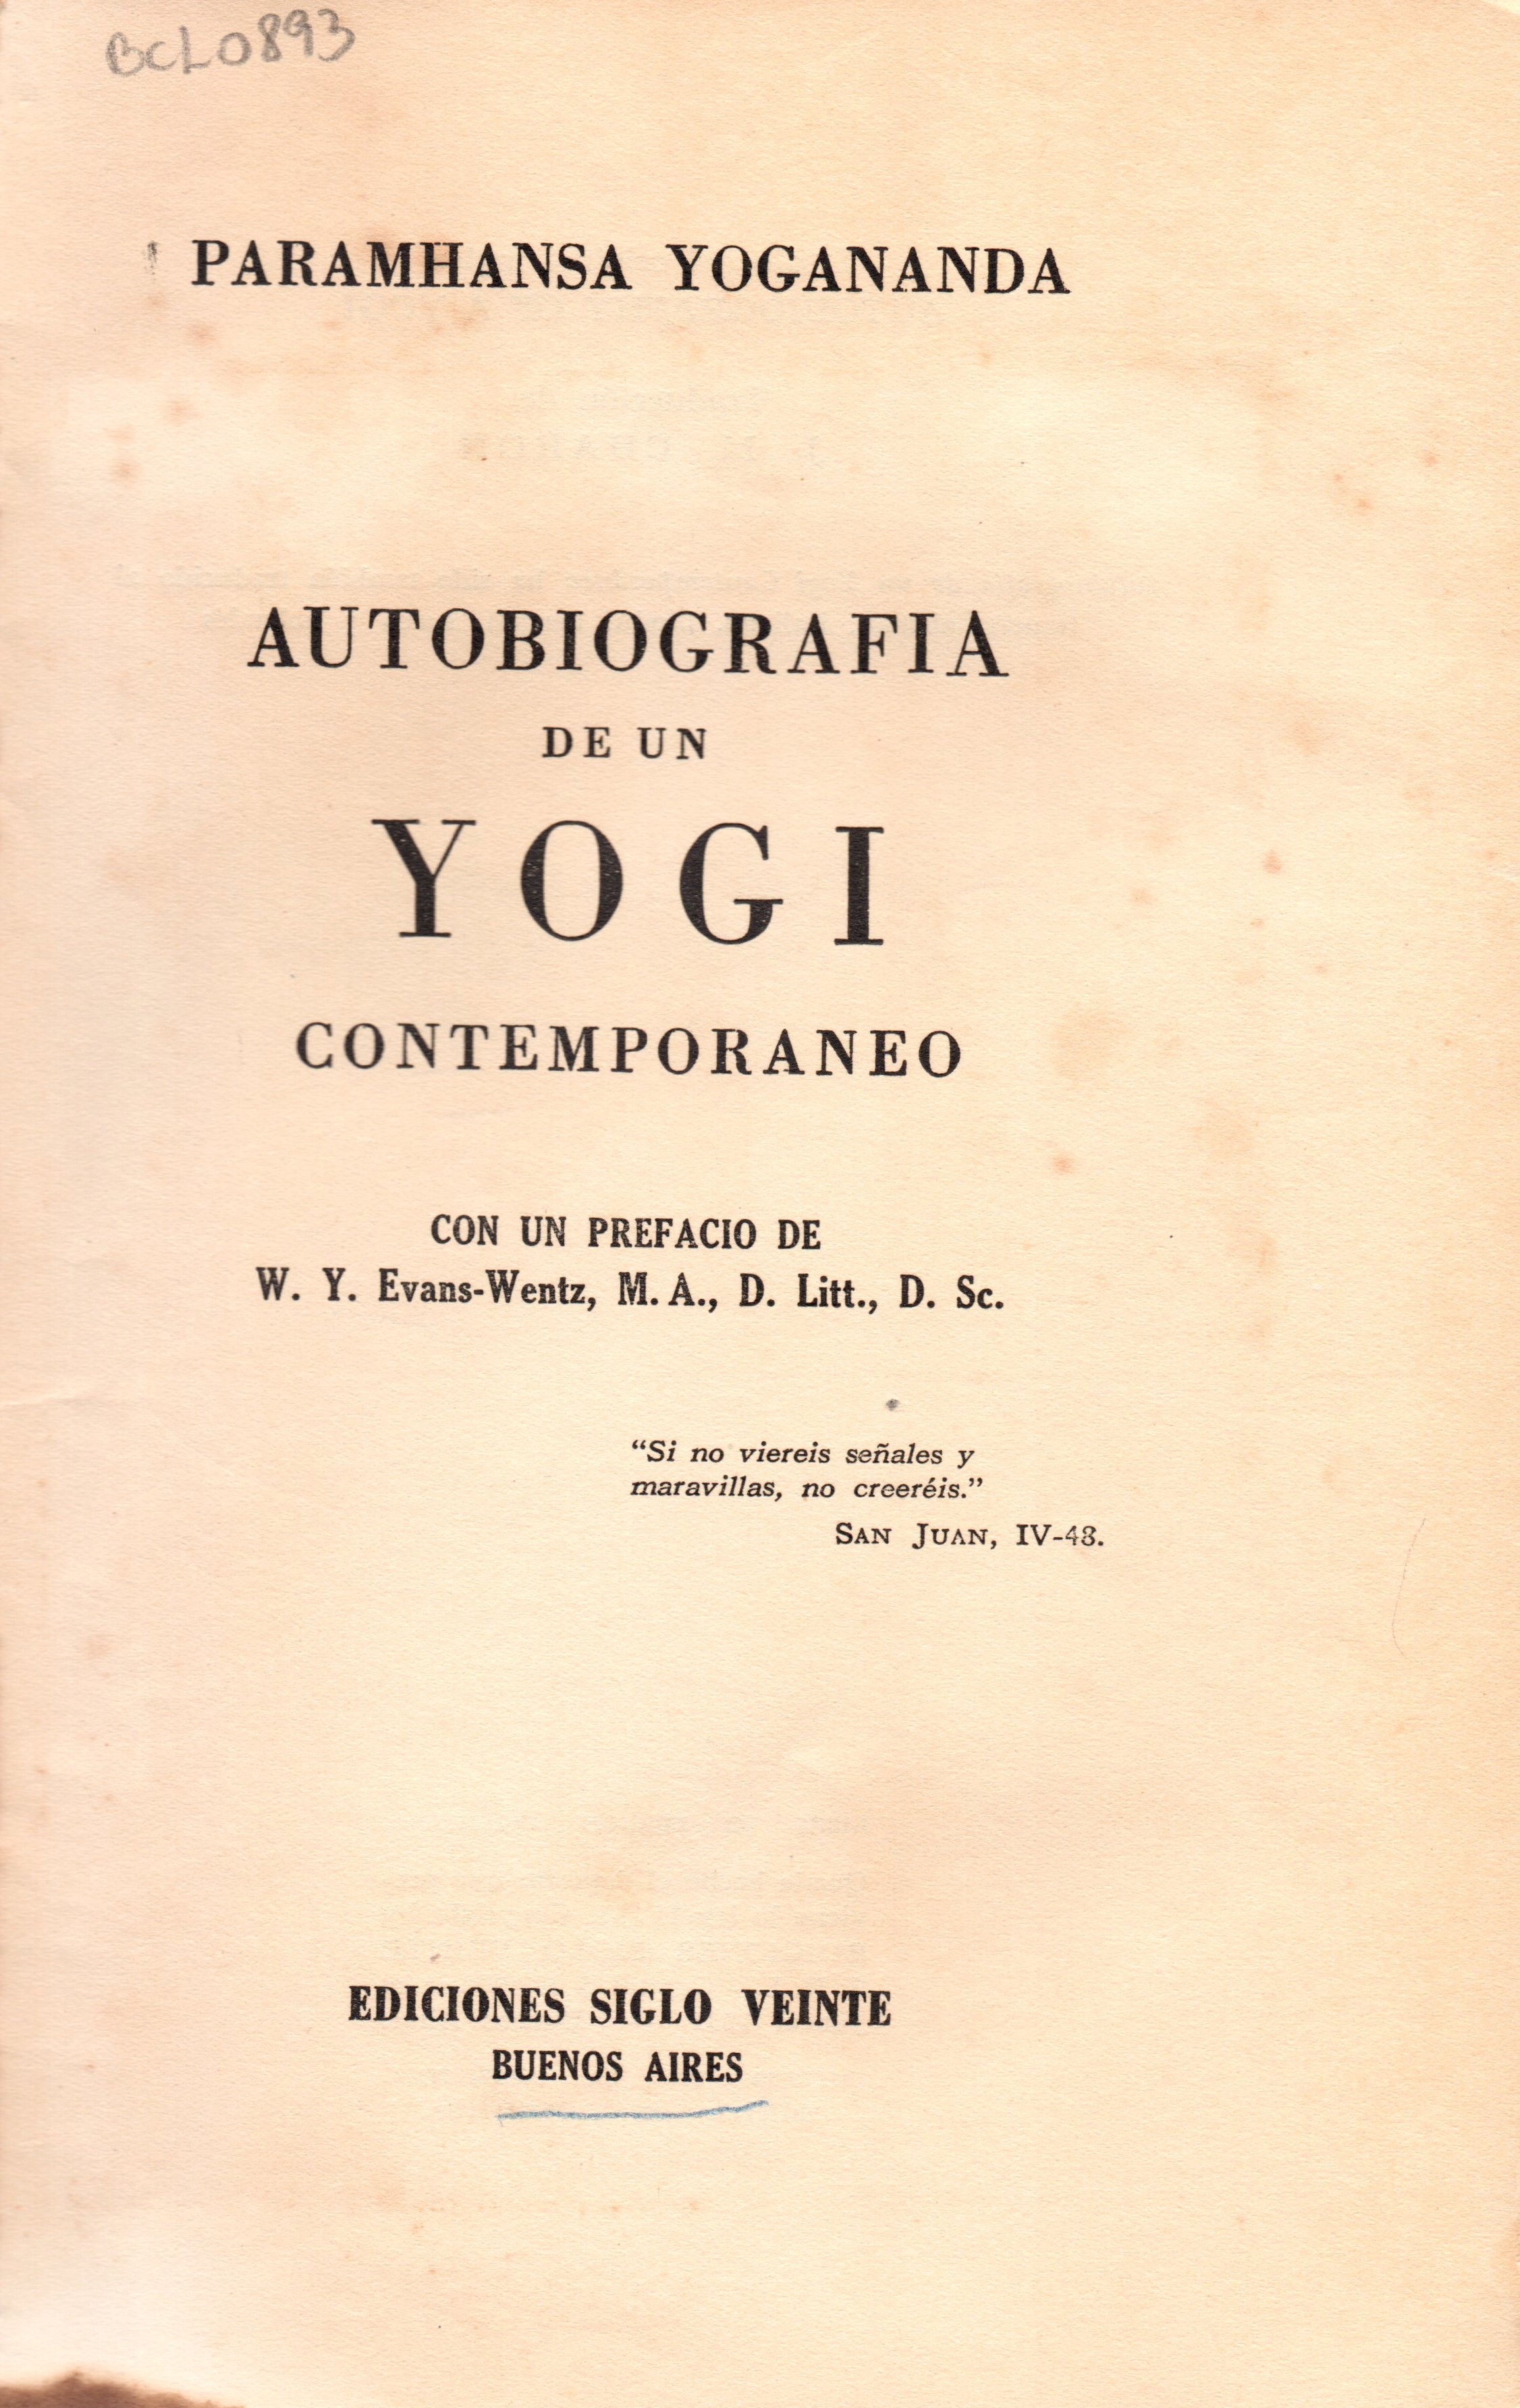 BCL0893
PARAMHANSA YOGANANDA
AUTOBIOGRAFIA
DE UN
YOGI
CONTEMPORANEO
CON UN PREFACIO DE
W. Y. Evans-Wentz, M. A., D. Litt., D. Sc.
“Si no viereis señales y
maravillas, no creeréis.”
SAN JUAN, IV-48.
EDICIONES SIGLO VEINTE
BUENOS AIRES